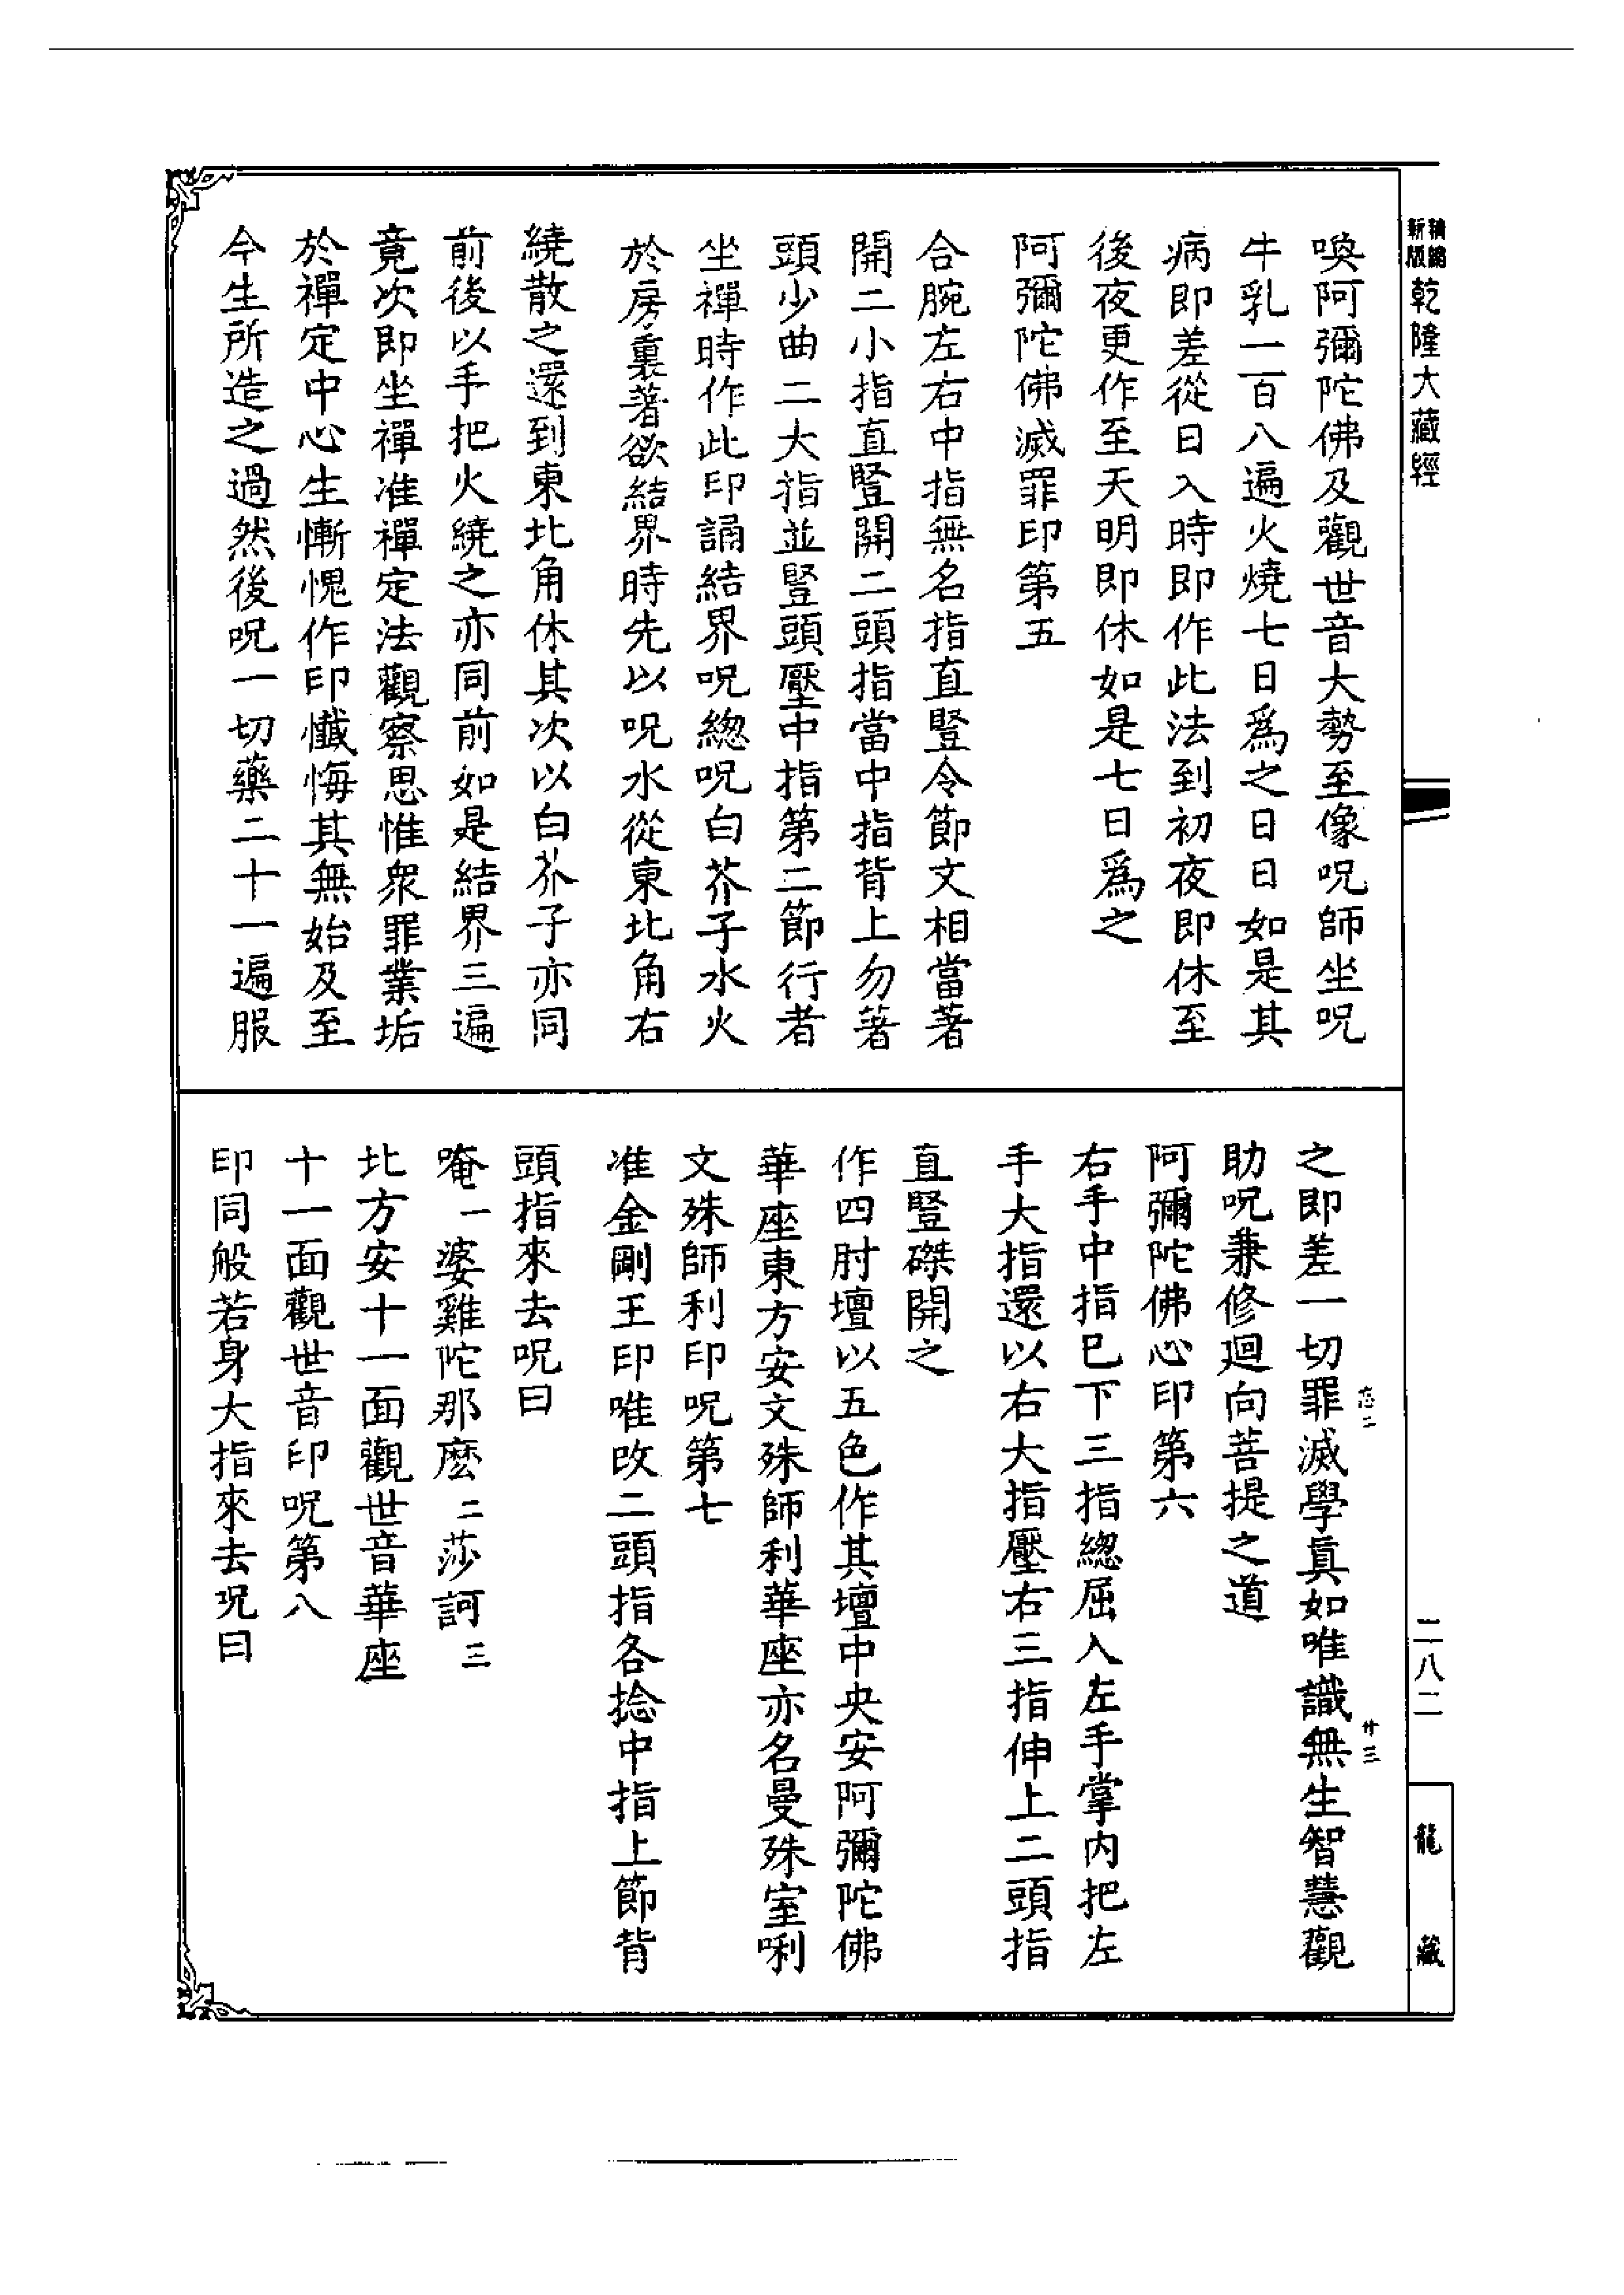 新版精縮乾隆大藏經
喚阿彌陀佛及觀世音大勢至像呪師坐呪
牛乳一百八遍火燒七日爲之日日如是其
病即差從日入時即作此法到初夜即休至
後夜更作至天明即休如是七日爲之
阿彌陀佛滅罪印第五
合腕左右中指無名指直豎令節文相當著
開二小指直豎開二頭指當中指背上勿著
頭少曲二大指並豎頭壓中指第二節行者
坐禪時作此印誦結界呪總呪白芥子水火
於房裏著欲結界時先以呪水從東北角右
繞散之還到東北角休其次以白芥子亦同
前後以手把火繞之亦同前如是結界三遍
竟次即坐禪准禪定法觀察思惟衆罪業垢
於禪定中心生慚愧作印懺悔其無始及至
今生所造之過然後呪一切藥二十一遍服
之即差一切罪滅學真如唯識無生智慧觀
助呪兼修迴向菩提之道
阿彌陀佛心印第六
右手中指已下三指總屈入左手掌内把左
手大指還以右大指壓右三指伸上二頭指
直豎磔開之
作四肘壇以五色作其壇中央安阿彌陀佛
華座東方安文殊師利華座亦名曼殊室唎
文殊師利印呪第七
准金剛王印唯改二頭指各捻中指上節背
頭指來去呪曰
唵一婆雞陀那麽二莎訶三
北方安十一面觀世音華座
十一面觀世音印呪第八
印同般若身大指來去呪曰
二八二
龍藏